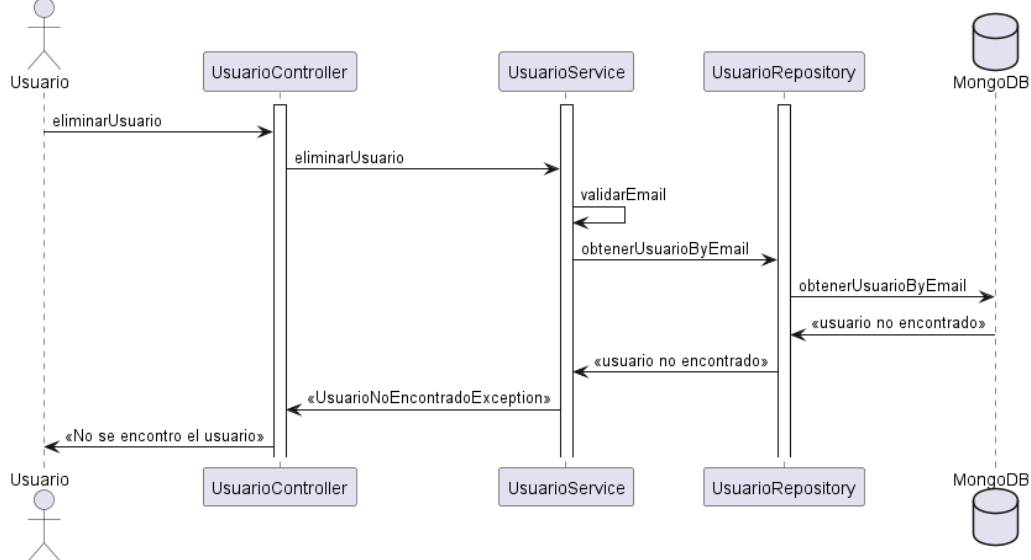 Usuario
UsuarioController
UsuarioService
UsuarioRepository
MongoDB
eliminarUsuario
eliminarUsuario
validarEmail
obtenerUsuarioByEmail
obtenerUsuarioByEmail
«usuario no encontrado»
«usuario no encontrado»
«UsuarioNoEncontradoException»
«No se encontro el usuario»
Usuario
UsuarioController
UsuarioService
UsuarioRepository
MongoDB